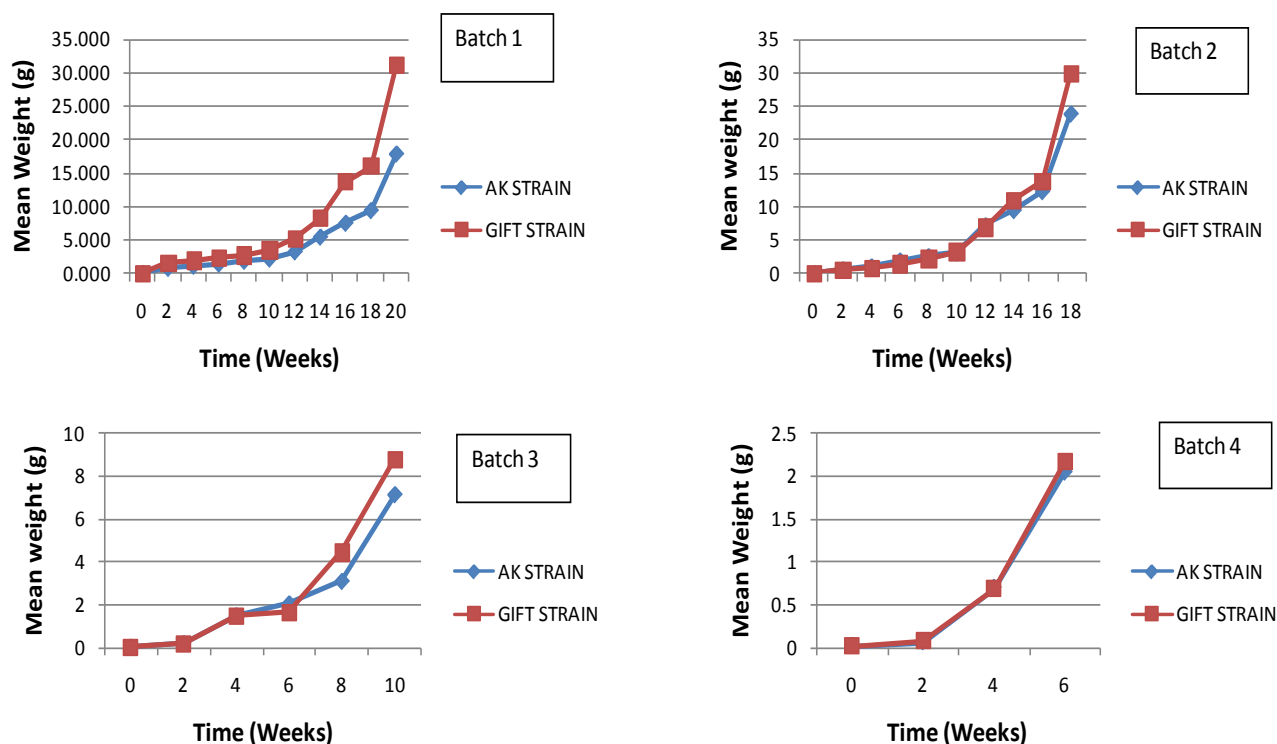 Batch 1
Mean Weight (g)
35.000
30.000
25.000
20.000
15.000
10.000
5.000
0.000
0 2 4 6 8 10 12 14 16 18 20
Time (Weeks)
AK STRAIN
GIFT STRAIN
Batch 2
Mean weight (g)
35
30
25
20
15
10
5
0
0 2 4 6 8 10 12 14 16 18
Time (Weeks)
AK STRAIN
GIFT STRAIN
Batch 3
Mean weight (g)
10
8
6
4
2
0
0 2 4 6 8 10
Time (Weeks)
AK STRAIN
GIFT STRAIN
Batch 4
Mean Weight (g)
2.5
2
1.5
1
0.5
0
0 2 4 6
Time (Weeks)
AK STRAIN
GIFT STRAIN